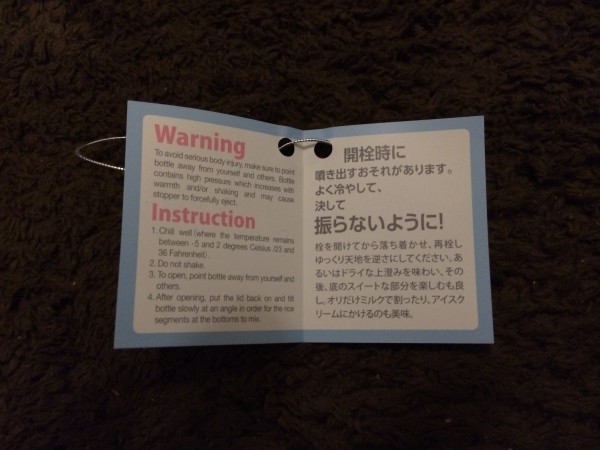 Warning
To avoid serious body injury, make sure to point
bottle away from yourself and others. Bottle
contains high pressure which increases with
warmth and/or shaking and may cause
stopper to forcefully eject.
Instruction
1. Chill well (where the temperature remains
between -5 and 2 degrees Celsius /23 and
36 Fahrenheit).
2. Do not shake.
3. To open, point bottle away from yourself and
others.
4. After opening, put the lid back on and tilt
bottle slowly at an angle in order for the rice
segments at the bottoms to mix.
開栓時に
噴き出すおそれがあります。
よく冷やして、
決して
振らないように!
栓を開けてから落ち着かせ、再栓し
ゆっくり天地を逆さにしてください。
あるいはドライな上澄みを味わい、その
後、底のスイートな部分を楽しむも良
し。オリだけミルクで割ったり、アイスク
リームにかけるのも美味。